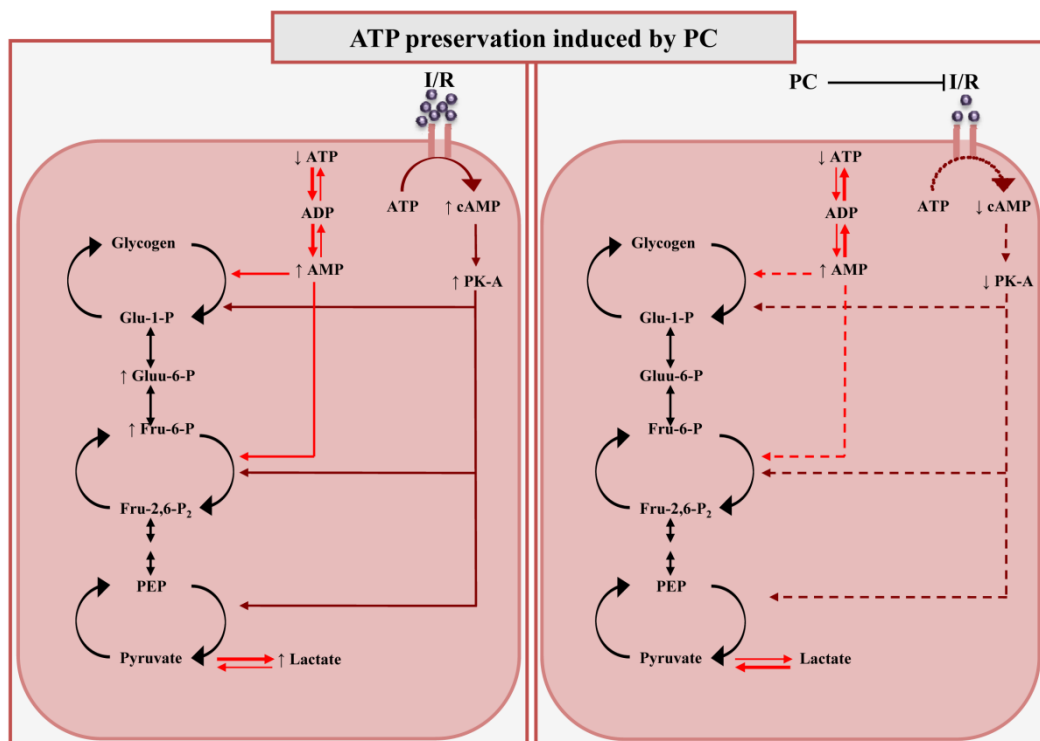 ATP preservation induced by PC
I/R
↓ ATP
ADP
↑ AMP
ATP
↑ cAMP
↑ PK-A
Glycogen
Glu-1-P
↑ Gluu-6-P
↑ Fru-6-P
Fru-2,6-P₂
PEP
Pyruvate
↑ Lactate
PC
I/R
↓ ATP
ADP
↑ AMP
ATP
↓ cAMP
↓ PK-A
Glycogen
Glu-1-P
Gluu-6-P
Fru-6-P
Fru-2,6-P₂
PEP
Pyruvate
Lactate